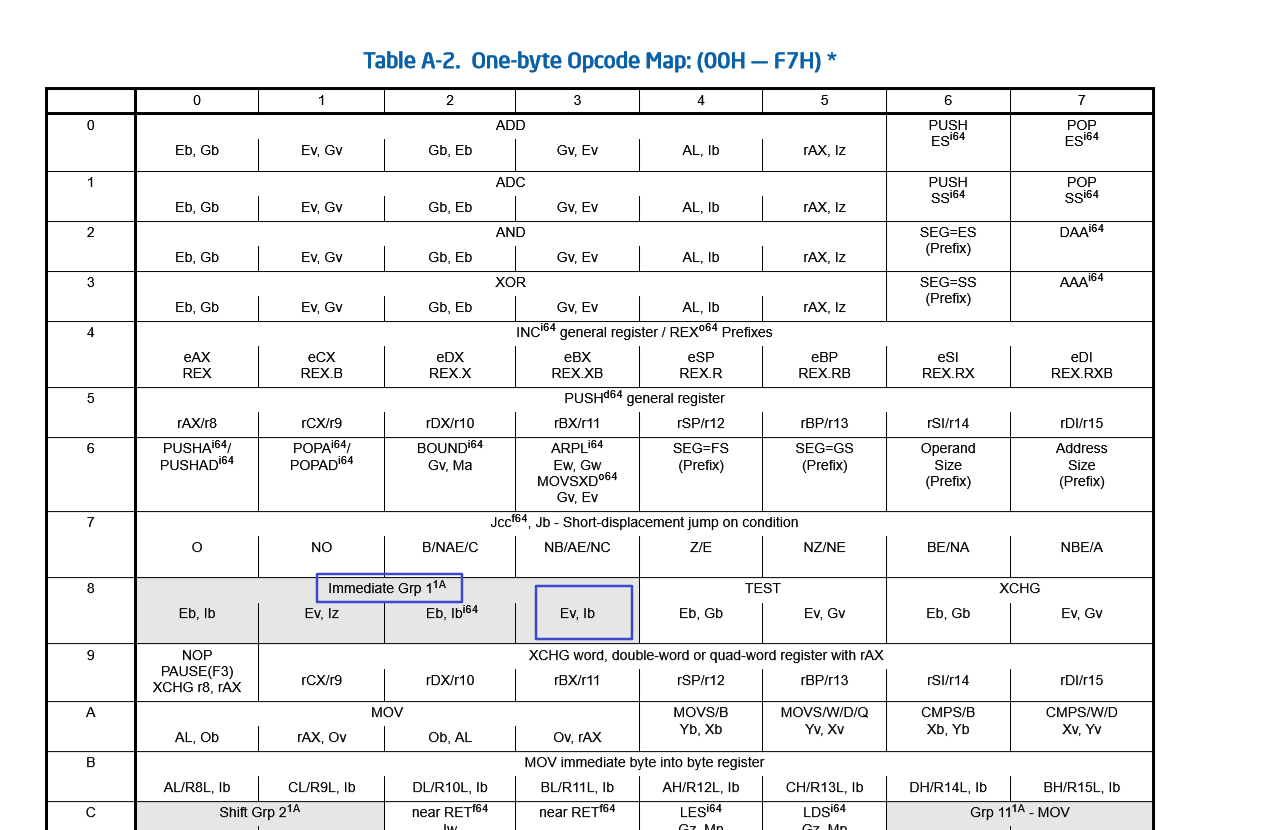 Table A-2. One-byte Opcode Map: (00H — F7H) *
0 1 2 3 4 5 6 7
0 ADD PUSH ES^i64 POP ES^i64
Eb, Gb Ev, Gv Gb, Eb Gv, Ev AL, Ib rAX, Iz
1 ADC PUSH SS^i64 POP SS^i64
Eb, Gb Ev, Gv Gb, Eb Gv, Ev AL, Ib rAX, Iz
2 AND SEG=ES (Prefix) DAA^i64
Eb, Gb Ev, Gv Gb, Eb Gv, Ev AL, Ib rAX, Iz
3 XOR SEG=SS (Prefix) AAA^i64
Eb, Gb Ev, Gv Gb, Eb Gv, Ev AL, Ib rAX, Iz
4 INC^i64 general register / REX^o64 Prefixes
eAX eCX eDX eBX eSP eBP eSI eDI
REX REX.B REX.X REX.XB REX.R REX.RB REX.RX REX.RXB
5 PUSH^d64 general register
rAX/r8 rCX/r9 rDX/r10 rBX/r11 rSP/r12 rBP/r13 rSI/r14 rDI/r15
6 PUSHA^i64/ POPA^i64/ BOUND^i64 ARPL^i64 SEG=FS SEG=GS Operand Address
PUSHAD^i64 POPAD^i64 Gv, Ma Ew, Gw (Prefix) (Prefix) Size Size
MOVSXD^o64 (Prefix) (Prefix)
Gv, Ev
7 Jcc^f64, Jb - Short-displacement jump on condition
O NO B/NAE/C NB/AE/NC Z/E NZ/NE BE/NA NBE/A
8 Immediate Grp 1^1A TEST XCHG
Eb, Ib Ev, Iz Eb, Ib^i64 Ev, Ib Eb, Gb Ev, Gv Eb, Gb Ev, Gv
9 NOP XCHG word, double-word or quad-word register with rAX
PAUSE(F3)
XCHG r8, rAX rCX/r9 rDX/r10 rBX/r11 rSP/r12 rBP/r13 rSI/r14 rDI/r15
A MOV MOVS/B MOVS/W/D/Q CMPS/B CMPS/W/D
Yb, Xb Yv, Xv Xb, Yb Xv, Yv
AL, Ob rAX, Ov Ob, AL Ov, rAX
B MOV immediate byte into byte register
AL/R8L, Ib CL/R9L, Ib DL/R10L, Ib BL/R11L, Ib AH/R12L, Ib CH/R13L, Ib DH/R14L, Ib BH/R15L, Ib
C Shift Grp 2^1A near RET^f64 near RET^f64 LES^i64 LDS^i64 Grp 11^1A - MOV